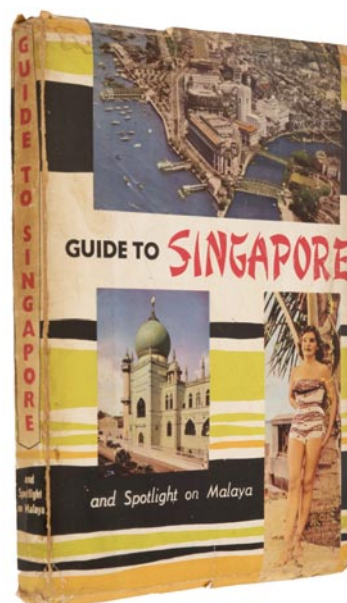 GUIDE TO SINGAPORE
and
Spotlight
on Malaya
GUIDE TO SINGAPORE
and Spotlight on Malaya